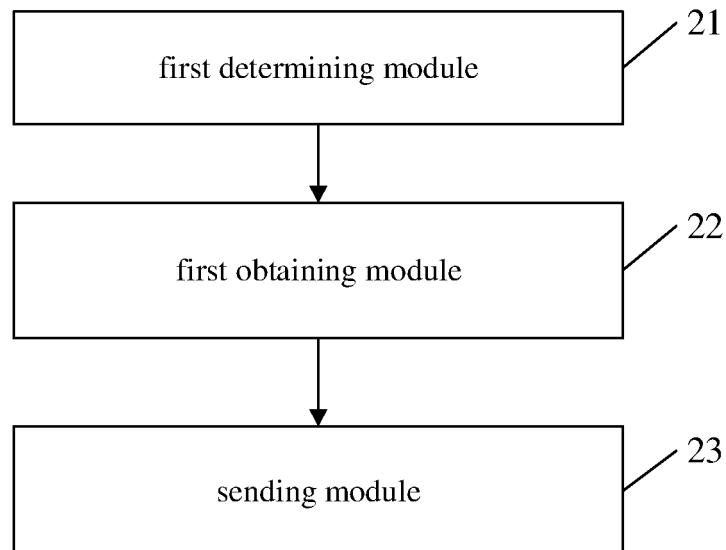 21
first determining module
22
first obtaining module
23
sending module